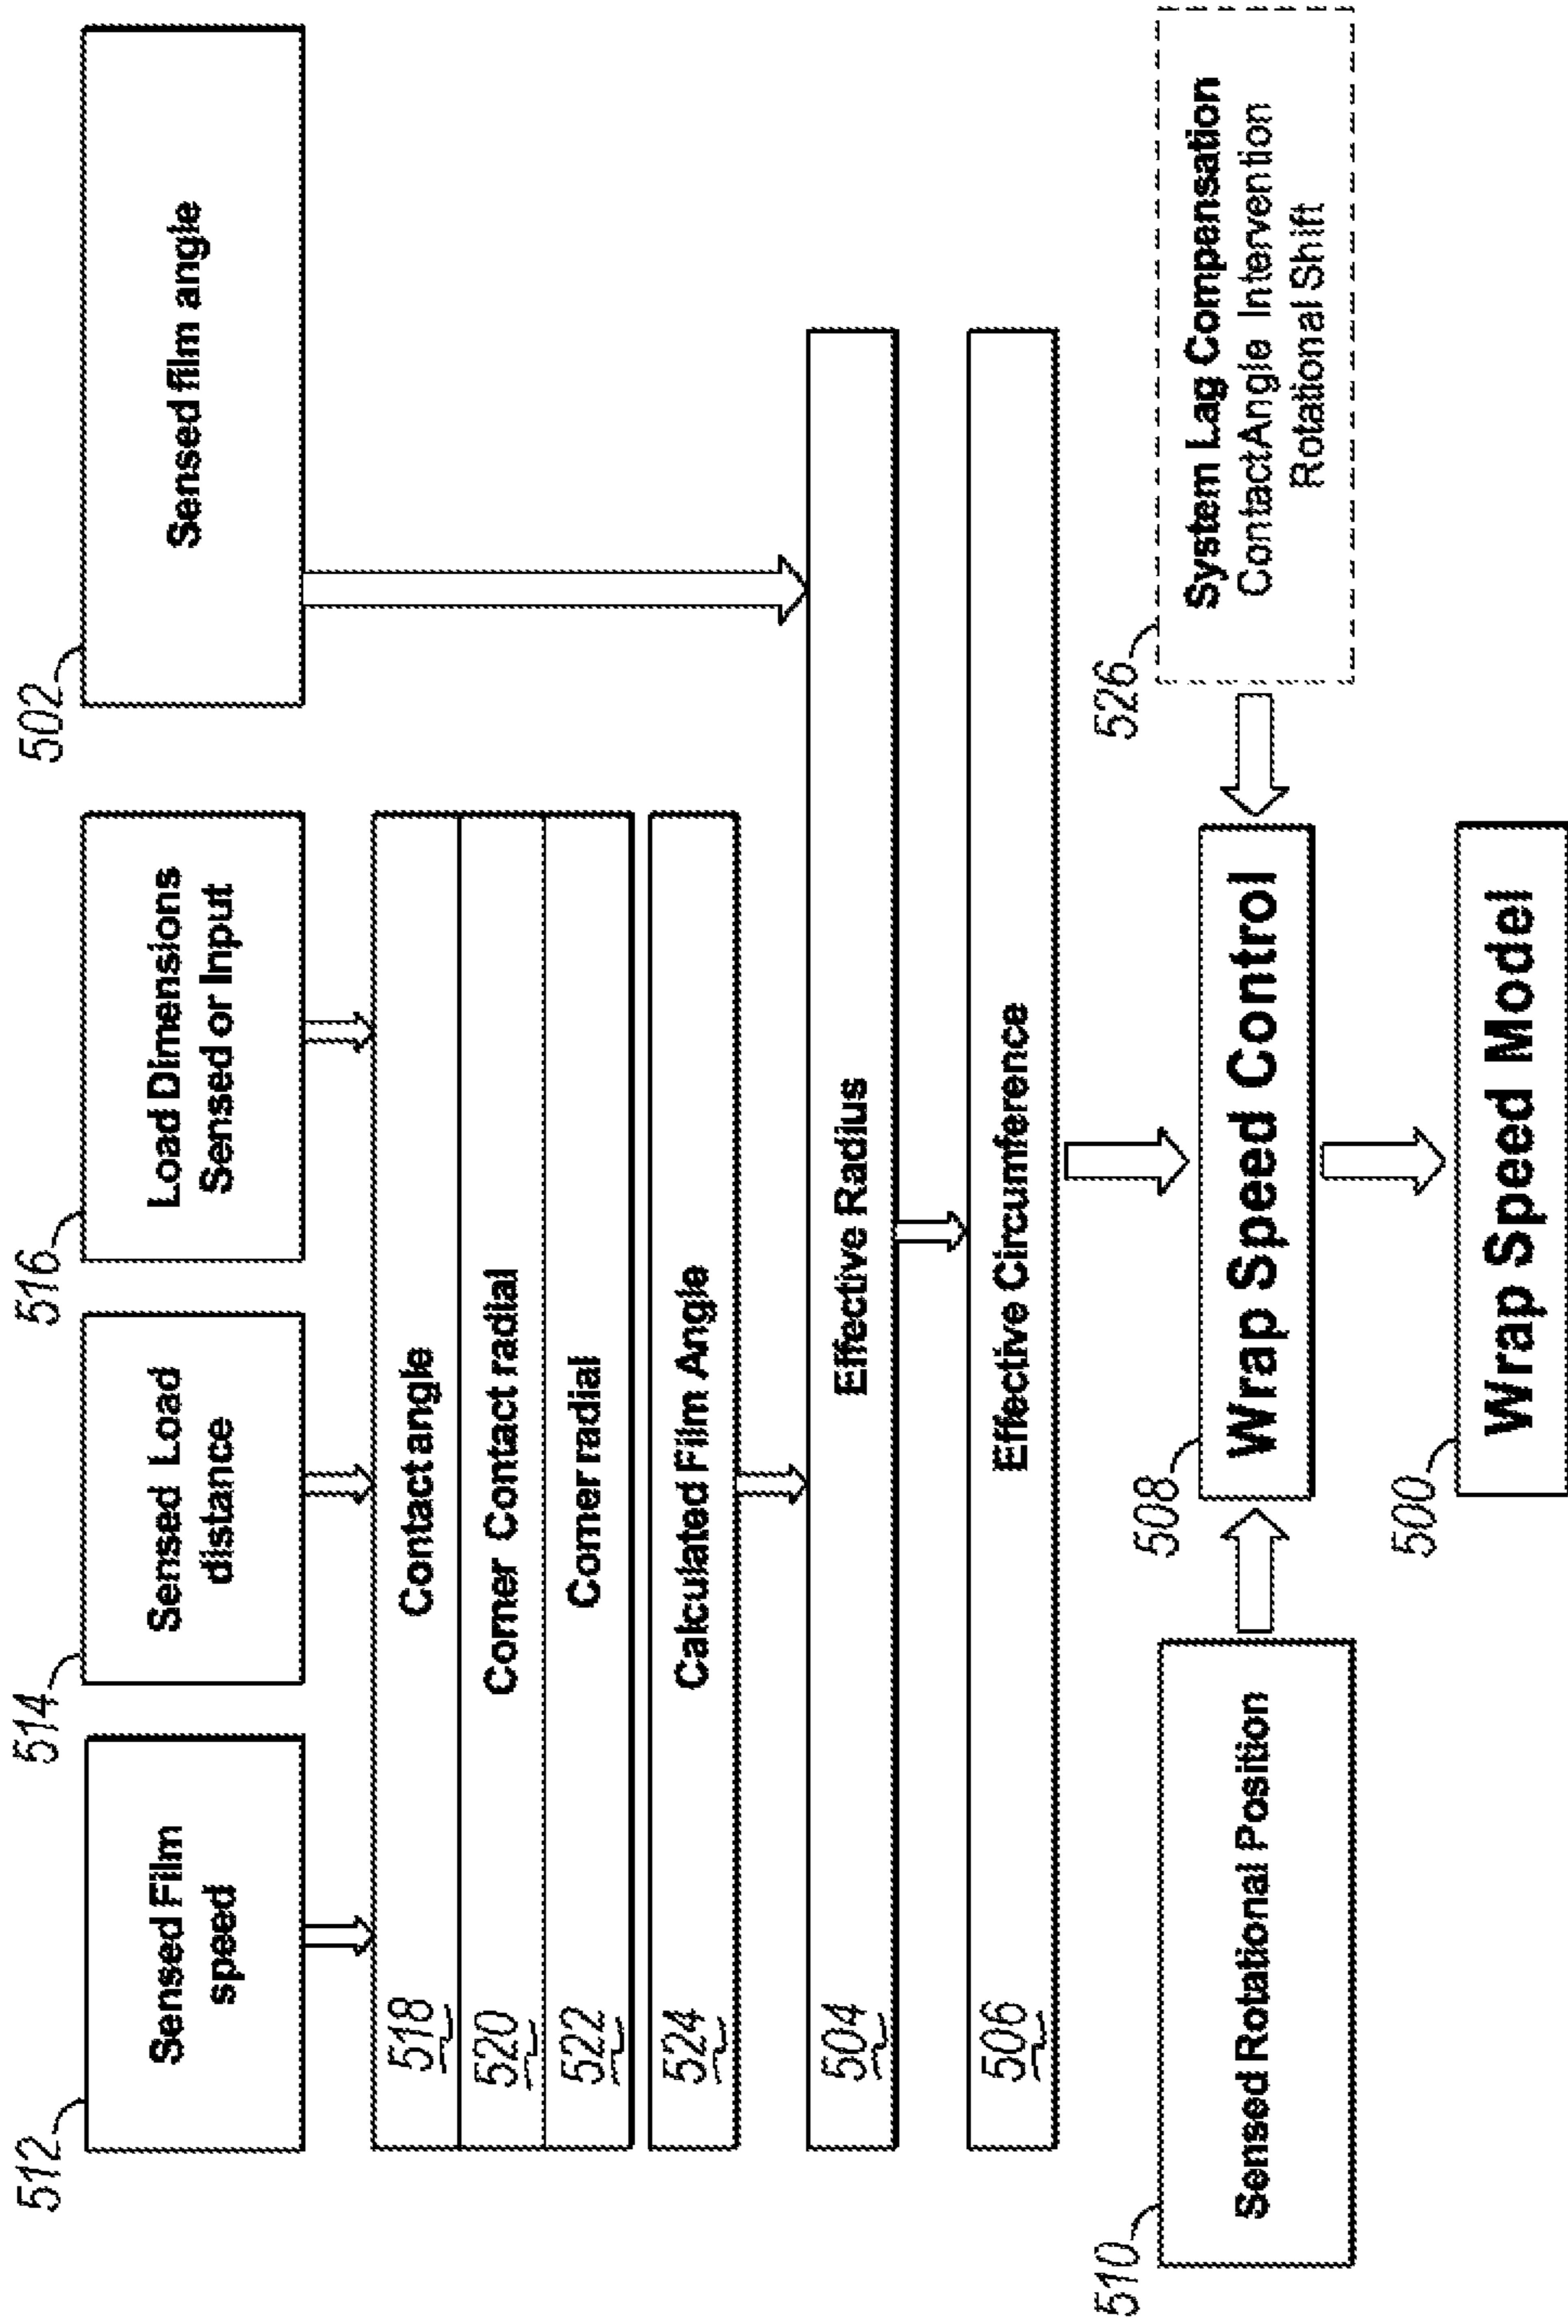 512
Sensed Film
speed
514
Sensed Load
distance
516
Load Dimensions
Sensed or Input
502
Sensed film angle
518
Contact angle
520
Corner Contact radial
522
Corner radial
524
Calculated Film Angle
504
Effective Radius
506
Effective Circumference
510
Sensed Rotational Position
508
Wrap Speed Control
526
System Lag Compensation
ContactAngle Intervention
Rotational Shift
500
Wrap Speed Model